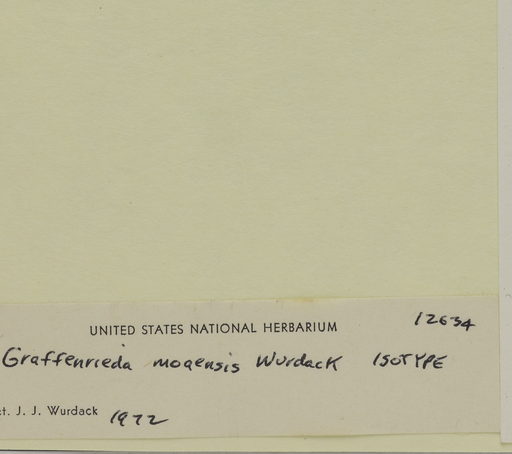 12634
UNITED STATES NATIONAL HERBARIUM
Graffenrieda moaensis Wurdack ISOTYPE
t. J. J. Wurdack 1972